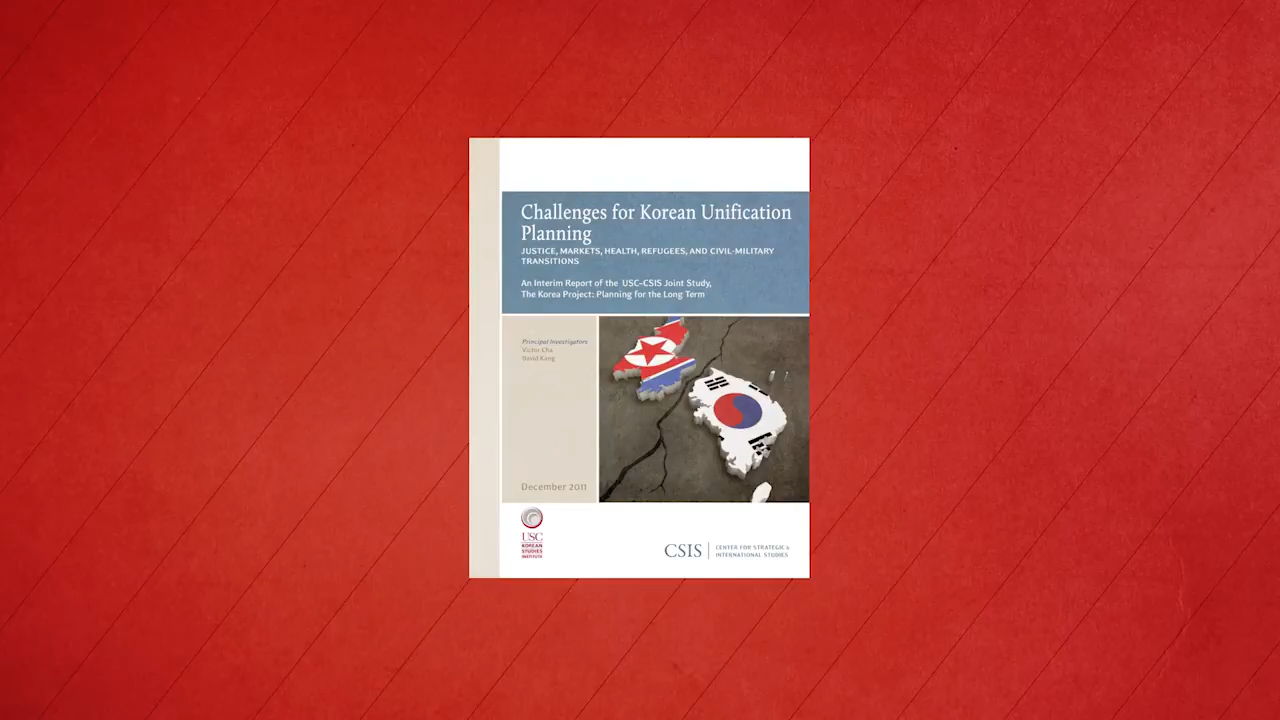 Challenges for Korean Unification
Planning
JUSTICE, MARKETS, HEALTH, REFUGEES, AND CIVIL-MILITARY
TRANSITIONS
An Interim Report of the USC-CSIS Joint Study,
The Korea Project: Planning for the Long Term
Principal Investigators
Victor Cha
David Kang
December 2011
USC
KOREAN
STUDIES
INSTITUTE
CSIS
CENTER FOR STRATEGIC &
INTERNATIONAL STUDIES